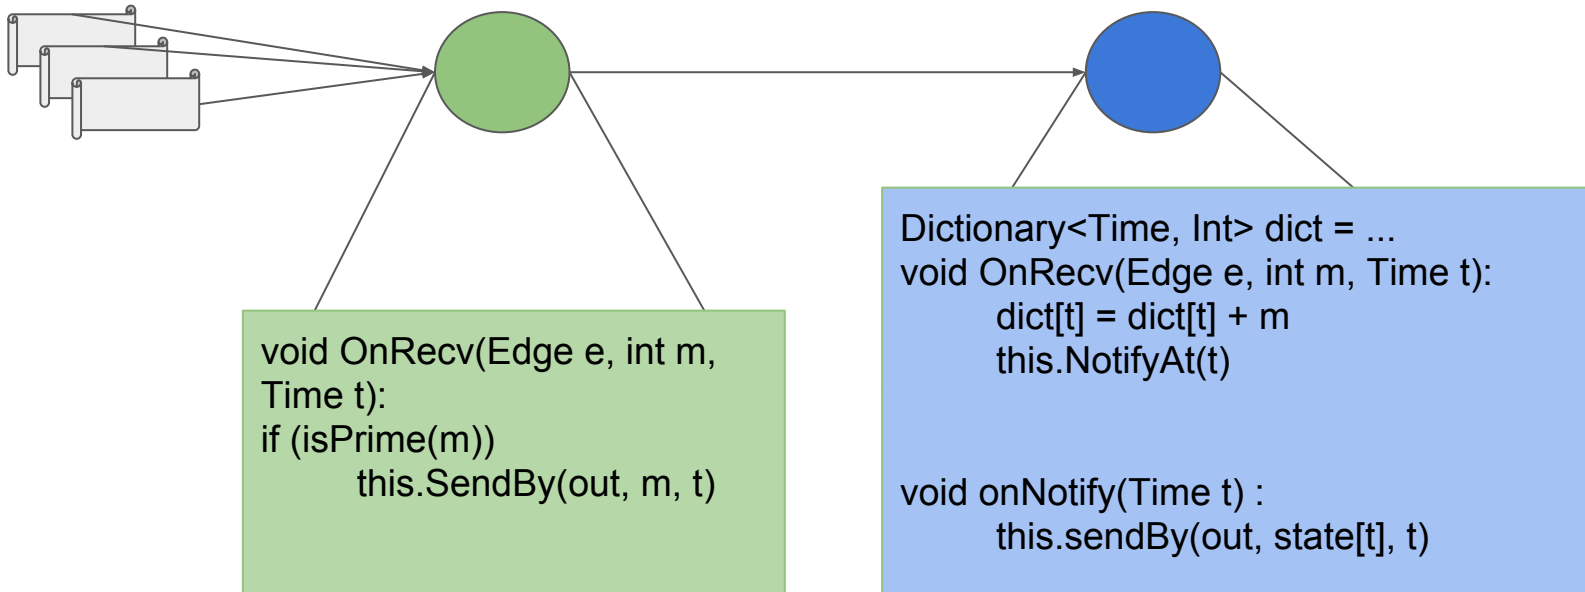 void OnRecv(Edge e, int m,
Time t):
if (isPrime(m))
this.SendBy(out, m, t)
Dictionary<Time, Int> dict = ...
void OnRecv(Edge e, int m, Time t):
dict[t] = dict[t] + m
this.NotifyAt(t)
void onNotify(Time t) :
this.sendBy(out, state[t], t)